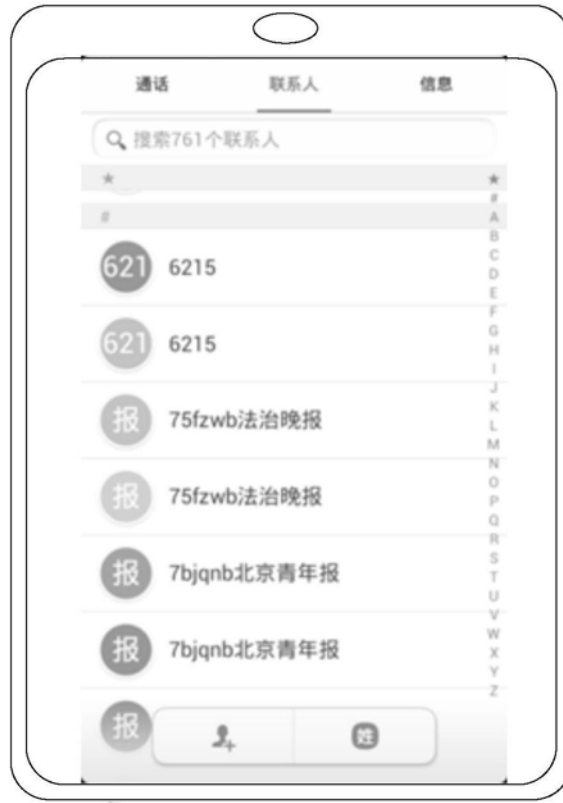 通话 联系人 信息
搜索761个联系人
★
★
#
#
A
B
C
D
E
F
G
H
I
J
K
L
M
N
O
P
Q
R
S
T
U
V
W
X
Y
Z
621 6215
621 6215
报 75fzwb法治晚报
报 75fzwb法治晚报
报 7bjqnb北京青年报
报 7bjqnb北京青年报
报
姓